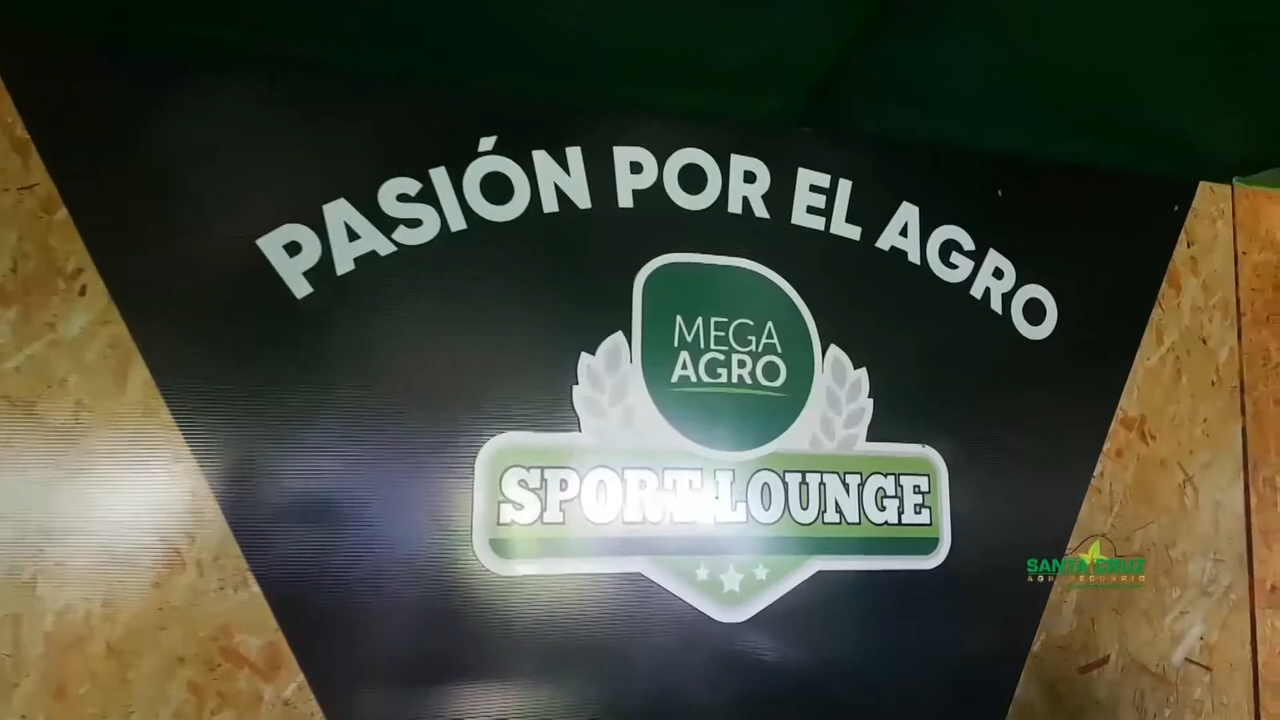 PASIÓN POR EL AGRO
MEGA
AGRO
SPORT LOUNGE
SANTA CRUZ
AGROPECUARIO